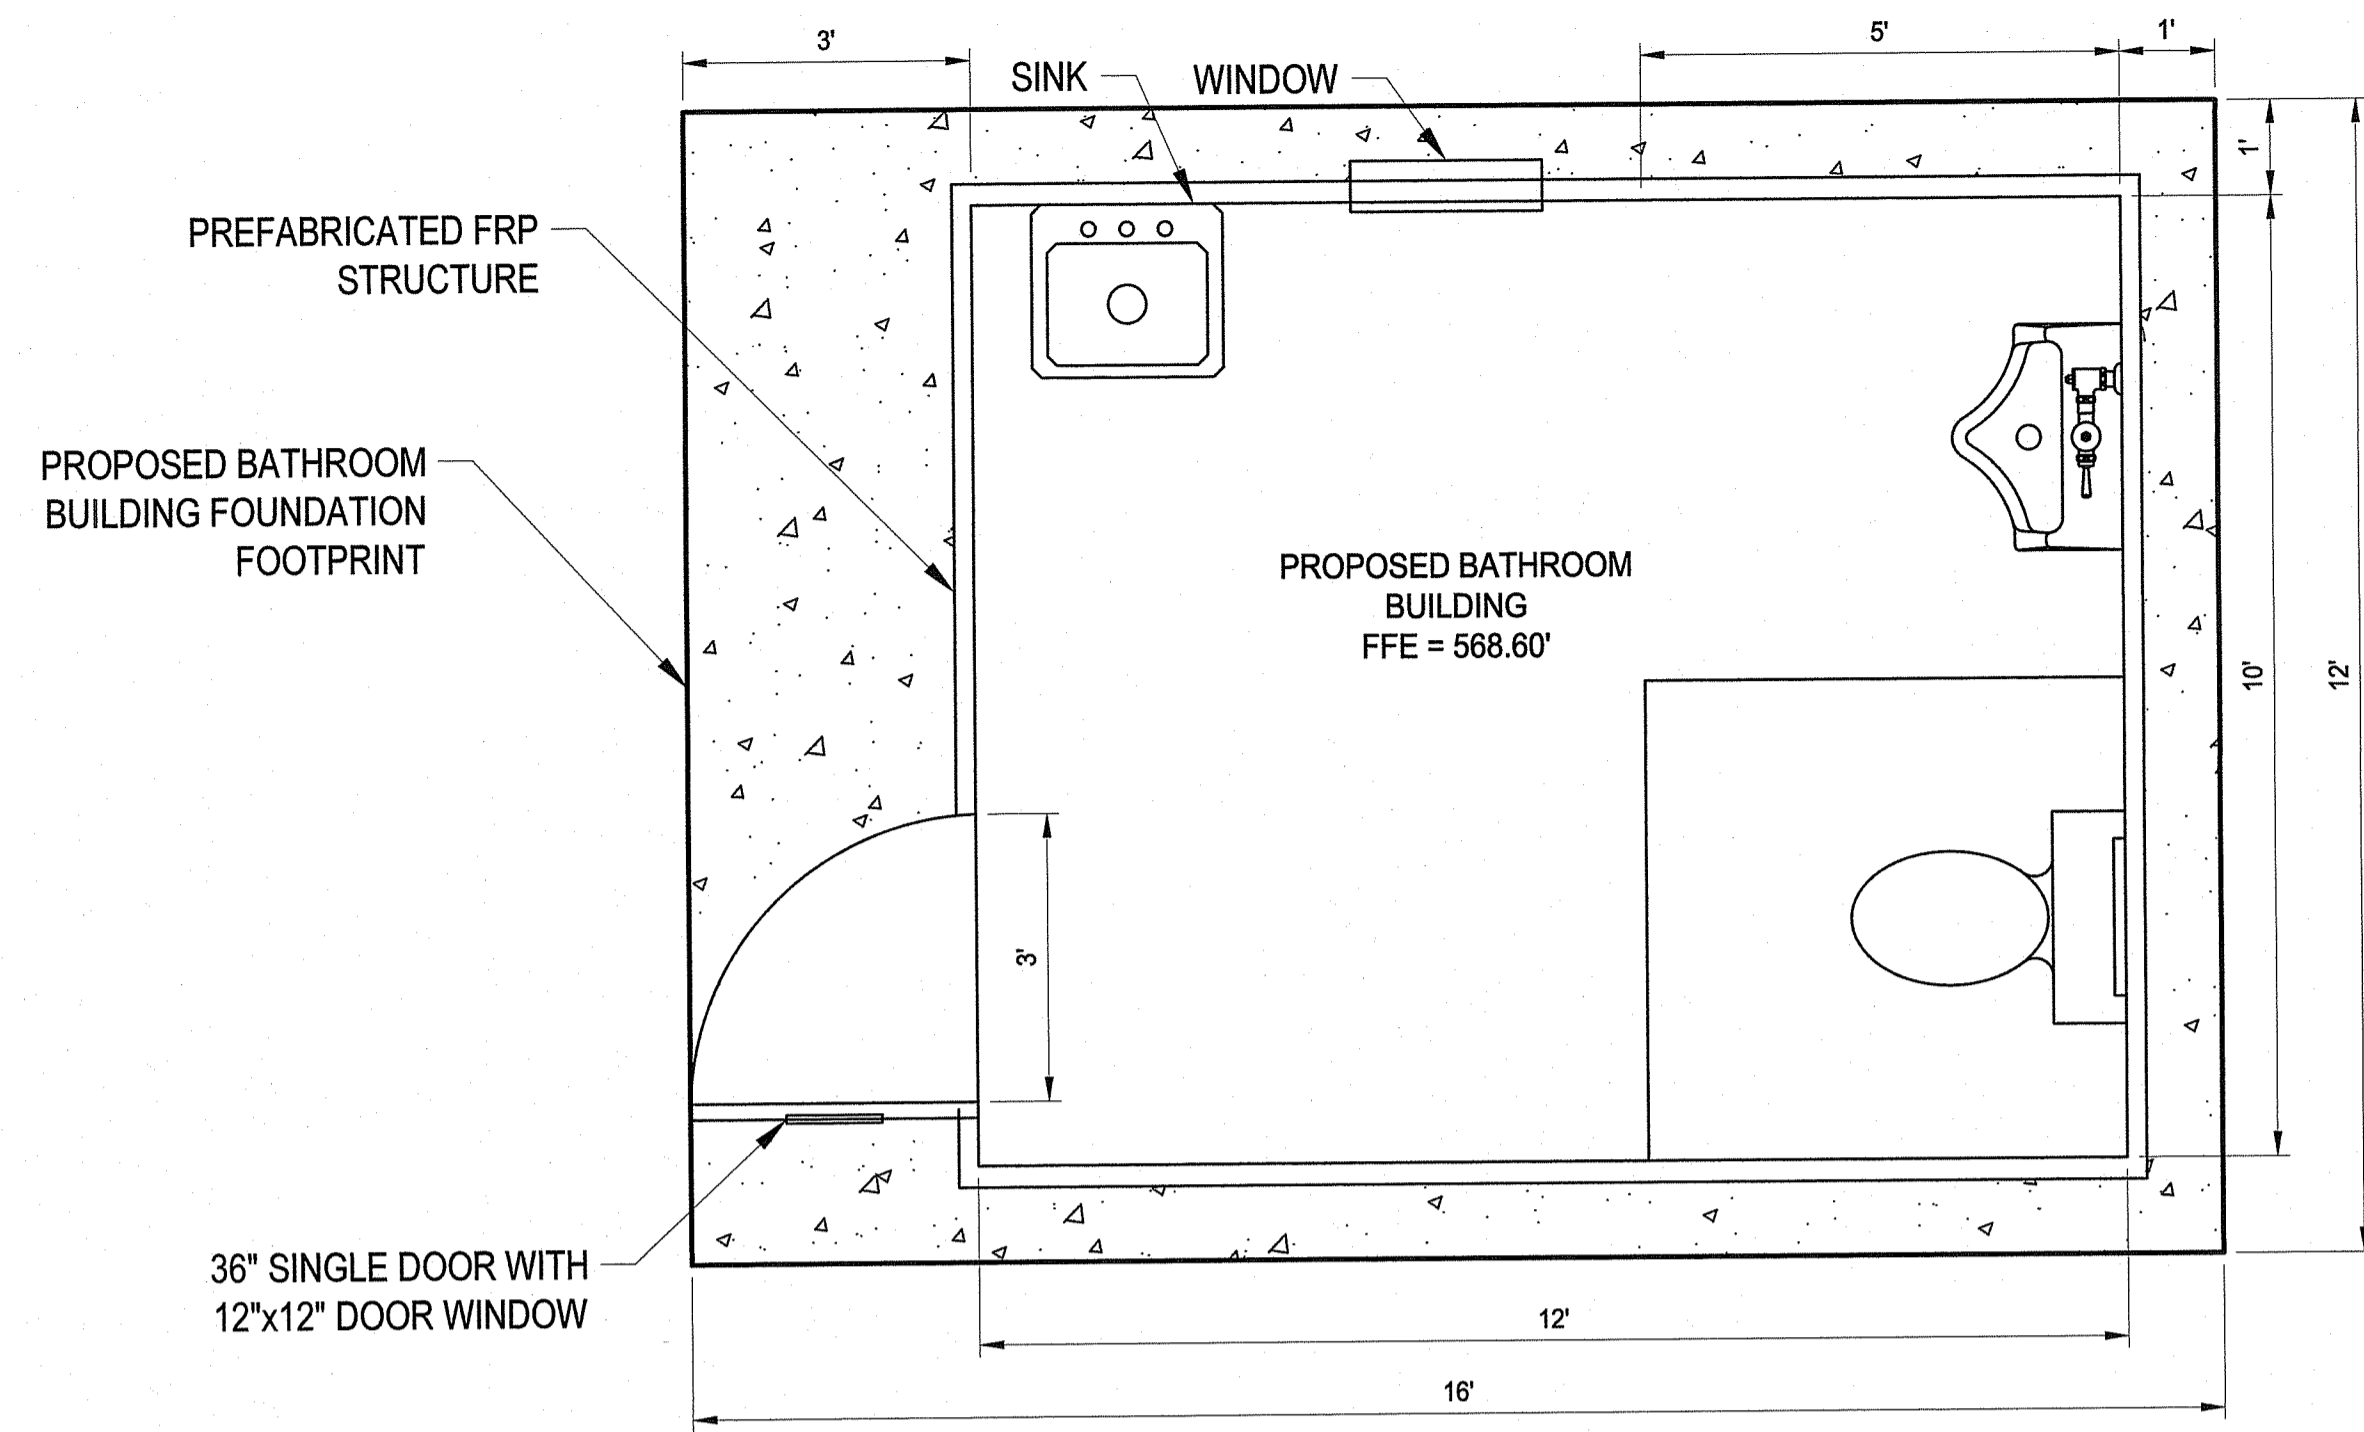 3'
5'
1'
SINK
WINDOW
1'
PREFABRICATED FRP
STRUCTURE
PROPOSED BATHROOM
BUILDING FOUNDATION
FOOTPRINT
PROPOSED BATHROOM
BUILDING
FFE = 568.60'
10'
12'
3'
36" SINGLE DOOR WITH
12"x12" DOOR WINDOW
12'
16'